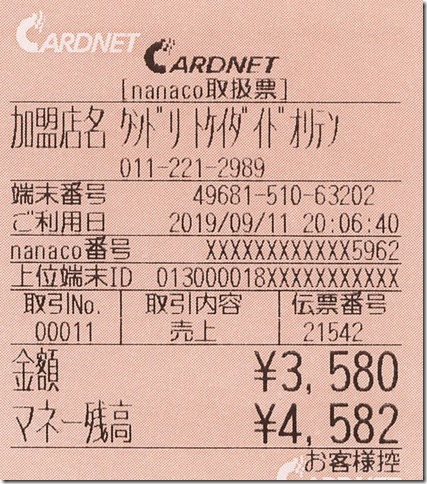 CARDNET
CARDNET
[nanaco取扱票]
加盟店名 ｹﾝﾄﾞﾘ ﾄｹｲﾀﾞｲﾄﾞｵﾘﾃﾝ
011-221-2989
端末番号 49681-510-63202
ご利用日 2019/09/11 20:06:40
nanaco番号 XXXXXXXXXXXX5962
上位端末ID 013000018XXXXXXXXXXX
取引No. 取引内容 伝票番号
00011 売上 21542
金額 ¥3,580
マネー残高 ¥4,582
お客様控